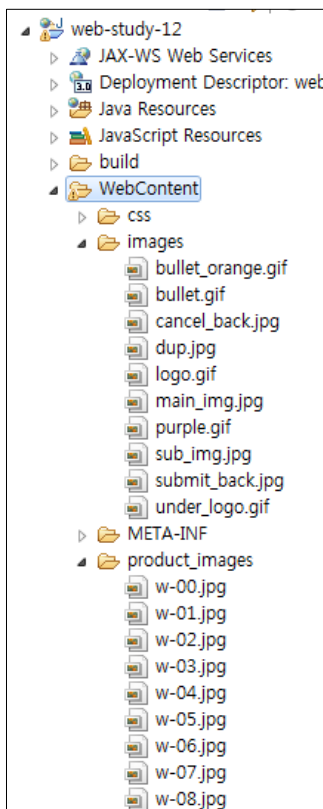 web-study-12
JAX-WS Web Services
3.0 Deployment Descriptor: web
Java Resources
JavaScript Resources
build
WebContent
css
images
bullet_orange.gif
bullet.gif
cancel_back.jpg
dup.jpg
logo.gif
main_img.jpg
purple.gif
sub_img.jpg
submit_back.jpg
under_logo.gif
META-INF
product_images
w-00.jpg
w-01.jpg
w-02.jpg
w-03.jpg
w-04.jpg
w-05.jpg
w-06.jpg
w-07.jpg
w-08.jpg